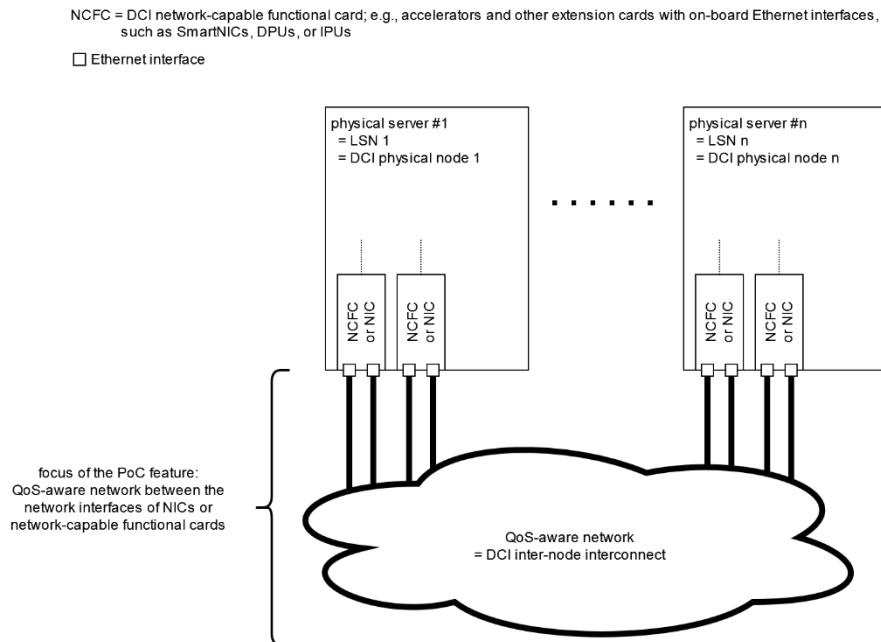 NCFC = DCI network-capable functional card; e.g., accelerators and other extension cards with on-board Ethernet interfaces,
such as SmartNICs, DPUs, or IPUs
Ethernet interface
physical server #1
= LSN 1
= DCI physical node 1
physical server #n
= LSN n
= DCI physical node n
. . . . . .
NCFC
or NIC
NCFC
or NIC
NCFC
or NIC
NCFC
or NIC
focus of the PoC feature:
QoS-aware network between the
network interfaces of NICs or
network-capable functional cards
QoS-aware network
= DCI inter-node interconnect